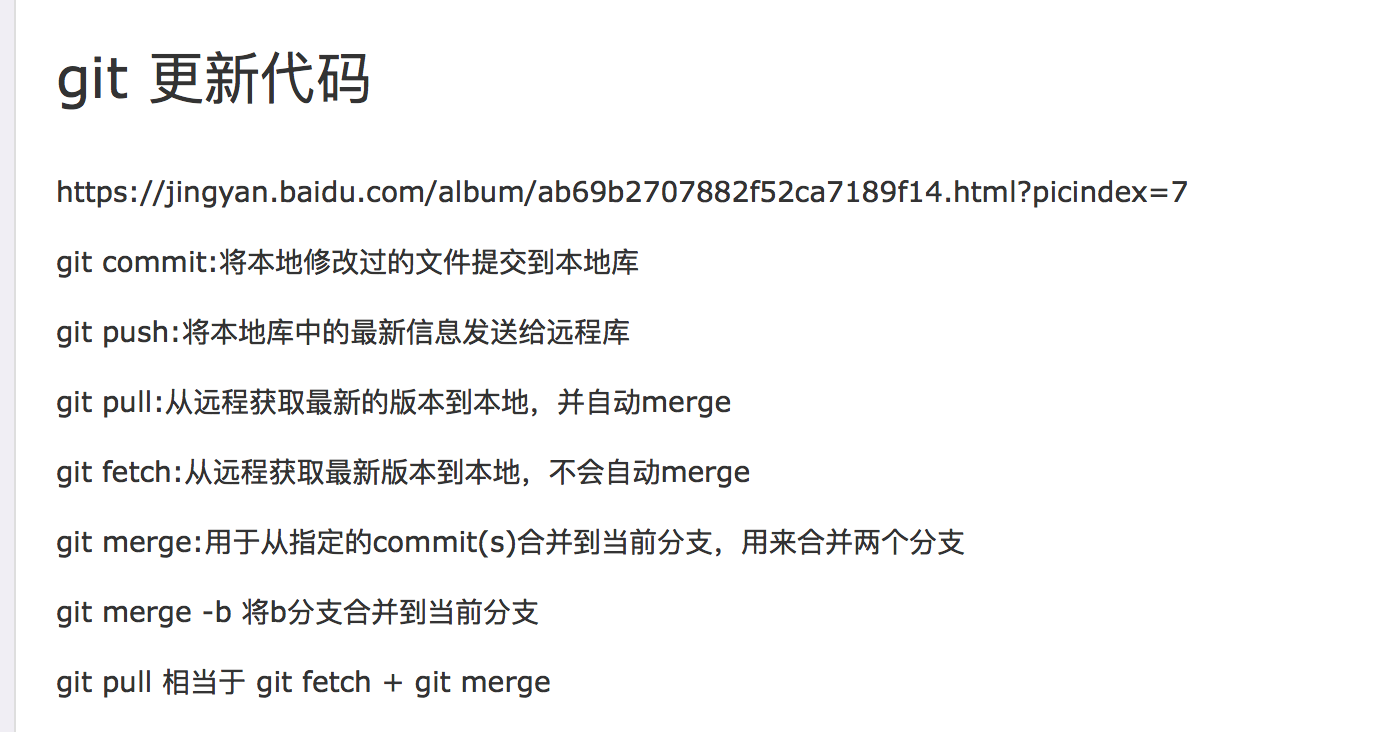 git 更新代码
https://jingyan.baidu.com/album/ab69b2707882f52ca7189f14.html?picindex=7
git commit:将本地修改过的文件提交到本地库
git push:将本地库中的最新信息发送给远程库
git pull:从远程获取最新的版本到本地，并自动merge
git fetch:从远程获取最新版本到本地，不会自动merge
git merge:用于从指定的commit(s)合并到当前分支，用来合并两个分支
git merge -b 将b分支合并到当前分支
git pull 相当于 git fetch + git merge